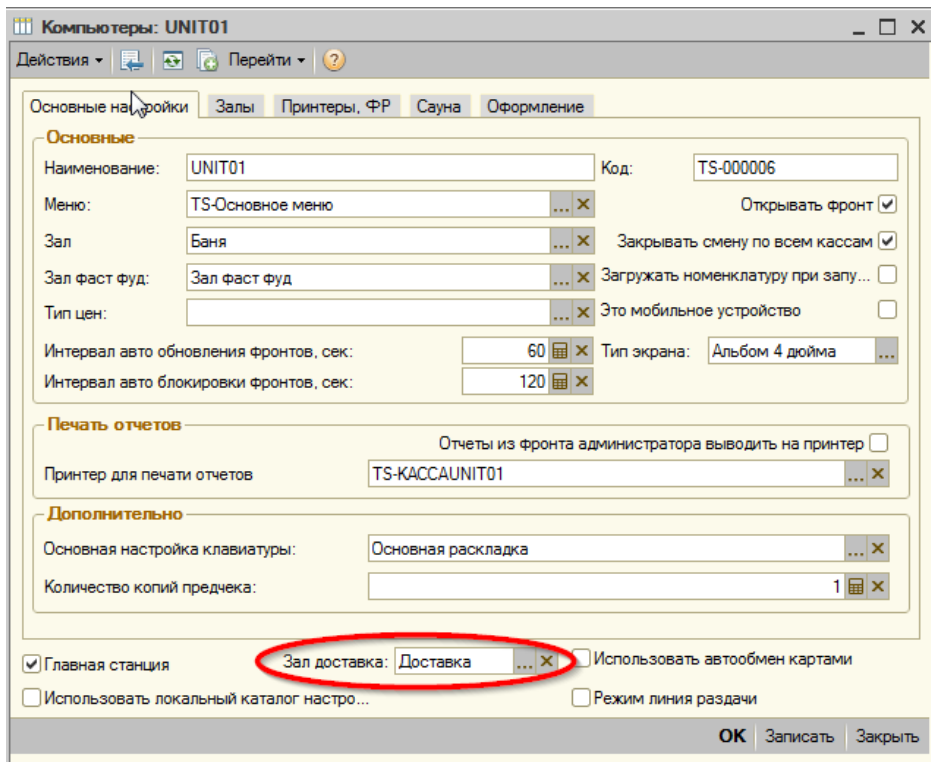 Компьютеры: UNIT01
Действия Перейти
Основные настройки Залы Принтеры, ФР Сауна Оформление
Основные
Наименование: UNIT01 Код: TS-000006
Меню: TS-Основное меню ... Открывать фронт
Зал Баня ... Закрывать смену по всем кассам
Зал фаст фуд: Зал фаст фуд ... Загружать номенклатуру при запу...
Тип цен: ... Это мобильное устройство
Интервал авто обновления фронтов, сек: 60 Тип экрана: Альбом 4 дюйма ...
Интервал авто блокировки фронтов, сек: 120
Печать отчетов
Отчеты из фронта администратора выводить на принтер
Принтер для печати отчетов TS-КАССАUNIT01 ...
Дополнительно
Основная настройка клавиатуры: Основная раскладка ...
Количество копий предчека: 1
Главная станция Зал доставка: Доставка ... Использовать автообмен картами
Использовать локальный каталог настро... Режим линия раздачи
OK Записать Закрыть